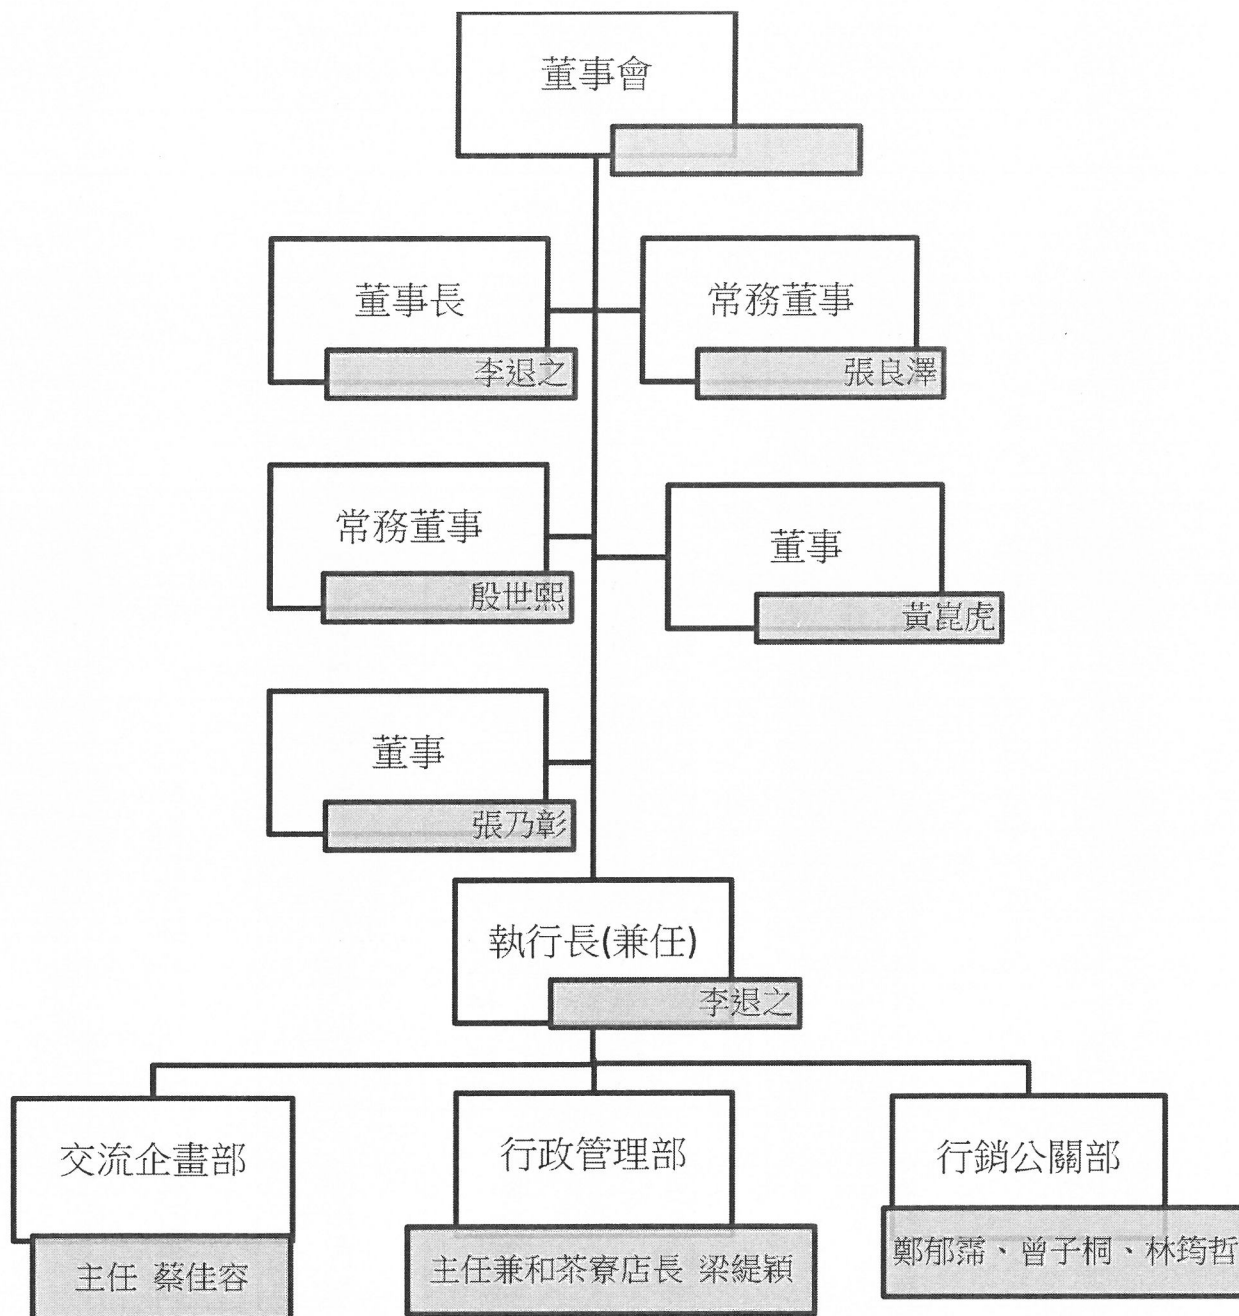 董事會
董事長
李退之
常務董事
張良澤
常務董事
殷世熙
董事
黃崑虎
董事
張乃彰
執行長(兼任)
李退之
交流企畫部
主任 蔡佳容
行政管理部
主任兼和茶寮店長 梁緹穎
行銷公關部
鄭郁霈、曾子桐、林筠哲